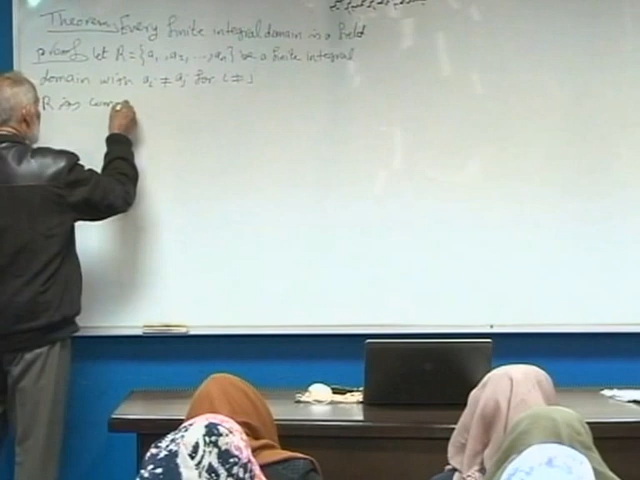 Theorem: Every finite integral domain is a field
proof: let R = {a₁, a₂, ..., aₙ} be a finite integral
domain with aᵢ ≠ aⱼ for i ≠ j
R is com